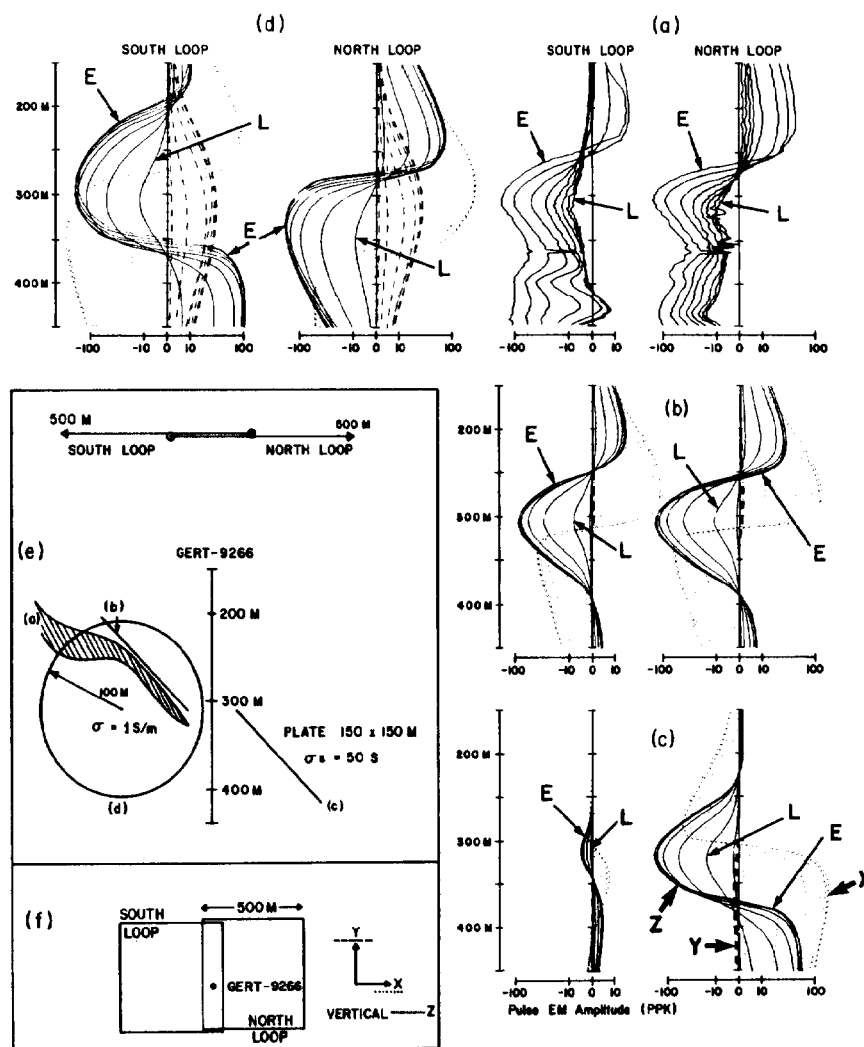 (d)
SOUTH LOOP
NORTH LOOP
E
L
E
L
200 M
300 M
400 M
-100 -10 0 10 100
-100 -10 0 10 100
(a)
SOUTH LOOP
NORTH LOOP
E
L
E
L
-100 -10 0 10
-100 -10 0 10 100
(b)
E
L
L
E
200 M
300 M
400 M
-100 -10 0 10
-100 -10 0 10 100
(c)
E
L
L
E
Z
Y
200 M
300 M
400 M
-100 -10 0 10
-100 -10 0 10 100
Pulse EM Amplitude (PPK)
500 M
500 M
SOUTH LOOP
NORTH LOOP
(e)
GERT-9266
(a)
(b)
200 M
100 M
300 M
σ = 1 S/m
PLATE 150 x 150 M
σs = 50 S
400 M
(c)
(d)
(f)
SOUTH
LOOP
500M
GERT-9266
NORTH
LOOP
Y
X
VERTICAL Z